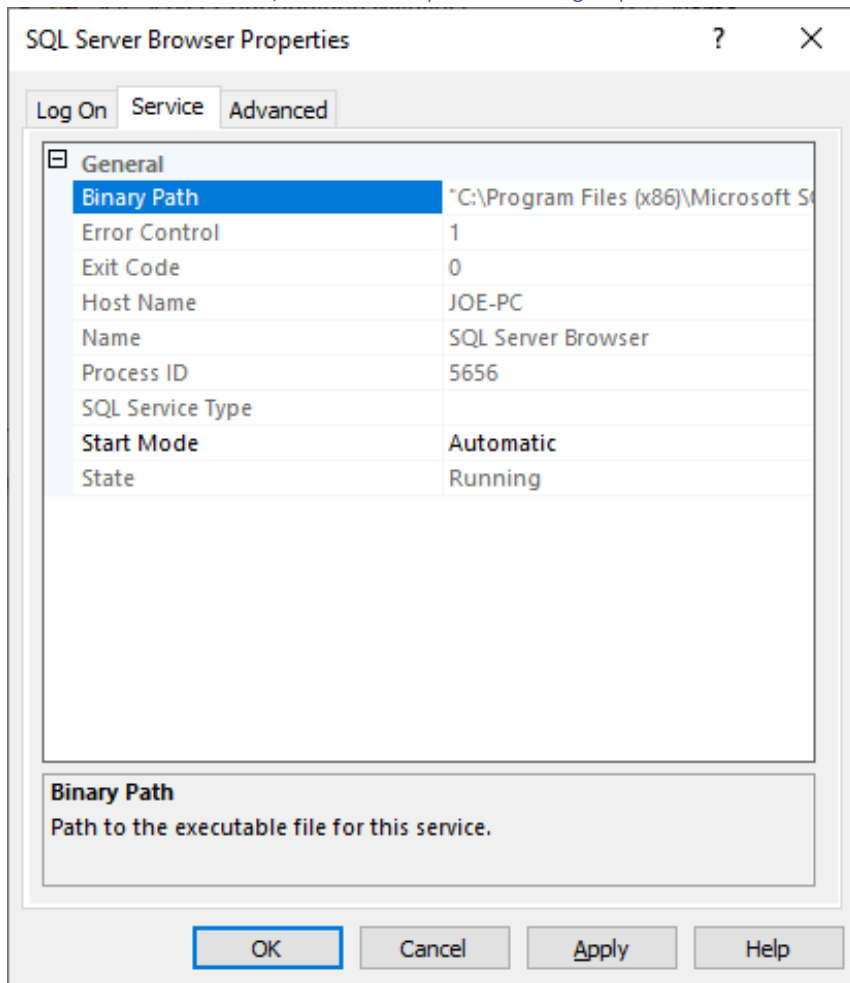 SQL Server Browser Properties ? ×
Log On Service Advanced
General
Binary Path "C:\Program Files (x86)\Microsoft S
Error Control 1
Exit Code 0
Host Name JOE-PC
Name SQL Server Browser
Process ID 5656
SQL Service Type
Start Mode Automatic
State Running
Binary Path
Path to the executable file for this service.
OK Cancel Apply Help